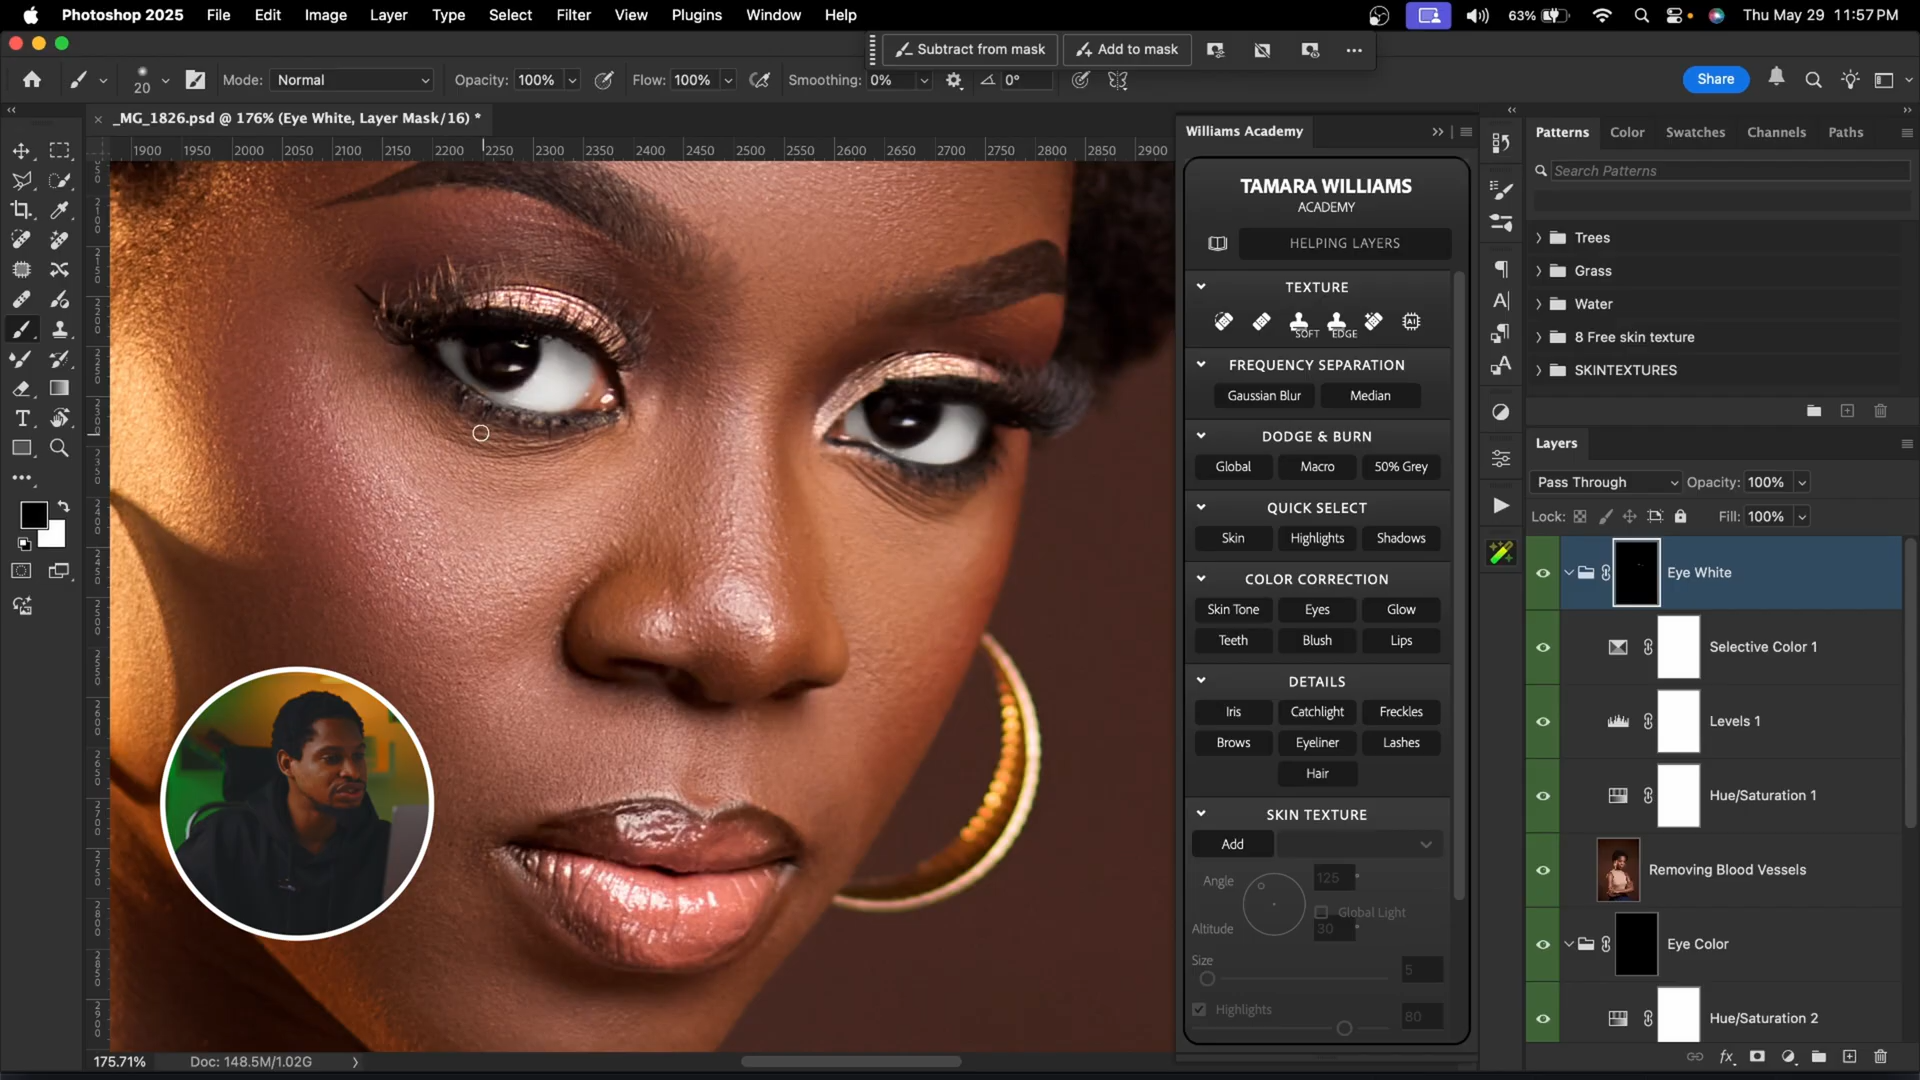 Photoshop 2025 File Edit Image Layer Type Select Filter View Plugins Window Help 63% Thu May 29 11:57 PM
Subtract from mask Add to mask
20 Mode: Normal Opacity: 100% Flow: 100% Smoothing: 0% 0° Share
_MG_1826.psd @ 176% (Eye White, Layer Mask/16) *
1900 1950 2000 2050 2100 2150 2200 2250 2300 2350 2400 2450 2500 2550 2600 2650 2700 2750 2800 2850 2900
Williams Academy
TAMARA WILLIAMS
ACADEMY
HELPING LAYERS
TEXTURE
SOFT EDGE
FREQUENCY SEPARATION
Gaussian Blur Median
DODGE & BURN
Global Macro 50% Grey
QUICK SELECT
Skin Highlights Shadows
COLOR CORRECTION
Skin Tone Eyes Glow
Teeth Blush Lips
DETAILS
Iris Catchlight Freckles
Brows Eyeliner Lashes
Hair
SKIN TEXTURE
Add
Angle 125 °
Global Light
Altitude 30 °
Size 5
Highlights 80
Patterns Color Swatches Channels Paths
Search Patterns
Trees
Grass
Water
8 Free skin texture
SKINTEXTURES
Layers
Pass Through Opacity: 100%
Lock: Fill: 100%
Eye White
Selective Color 1
Levels 1
Hue/Saturation 1
Removing Blood Vessels
Eye Color
Hue/Saturation 2
175.71% Doc: 148.5M/1.02G